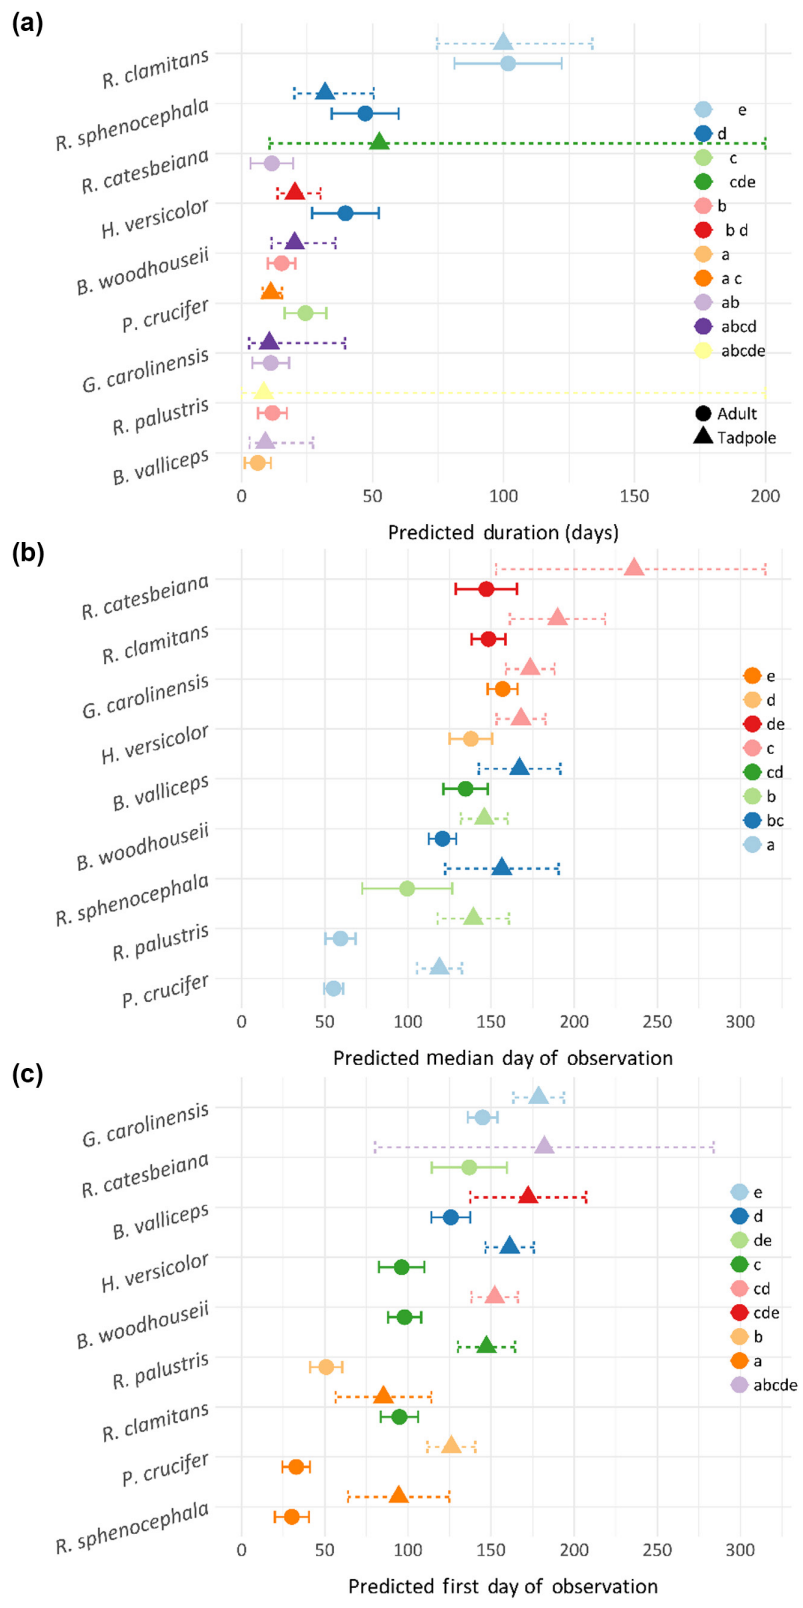 (a)
R. clamitans
R. sphenocephala
R. catesbeiana
H. versicolor
B. woodhouseii
P. crucifer
G. carolinensis
R. palustris
B. valliceps
e
d
c
cde
b
b d
a
a c
ab
abcd
abcde
Adult
Tadpole
0 50 100 150 200
Predicted duration (days)
(b)
R. catesbeiana
R. clamitans
G. carolinensis
H. versicolor
B. valliceps
B. woodhouseii
R. sphenocephala
R. palustris
P. crucifer
e
d
de
c
cd
b
bc
a
0 50 100 150 200 250 300
Predicted median day of observation
(c)
G. carolinensis
R. catesbeiana
B. valliceps
H. versicolor
B. woodhouseii
R. palustris
R. clamitans
P. crucifer
R. sphenocephala
e
d
de
c
cd
cde
b
a
abcde
0 50 100 150 200 250 300
Predicted first day of observation